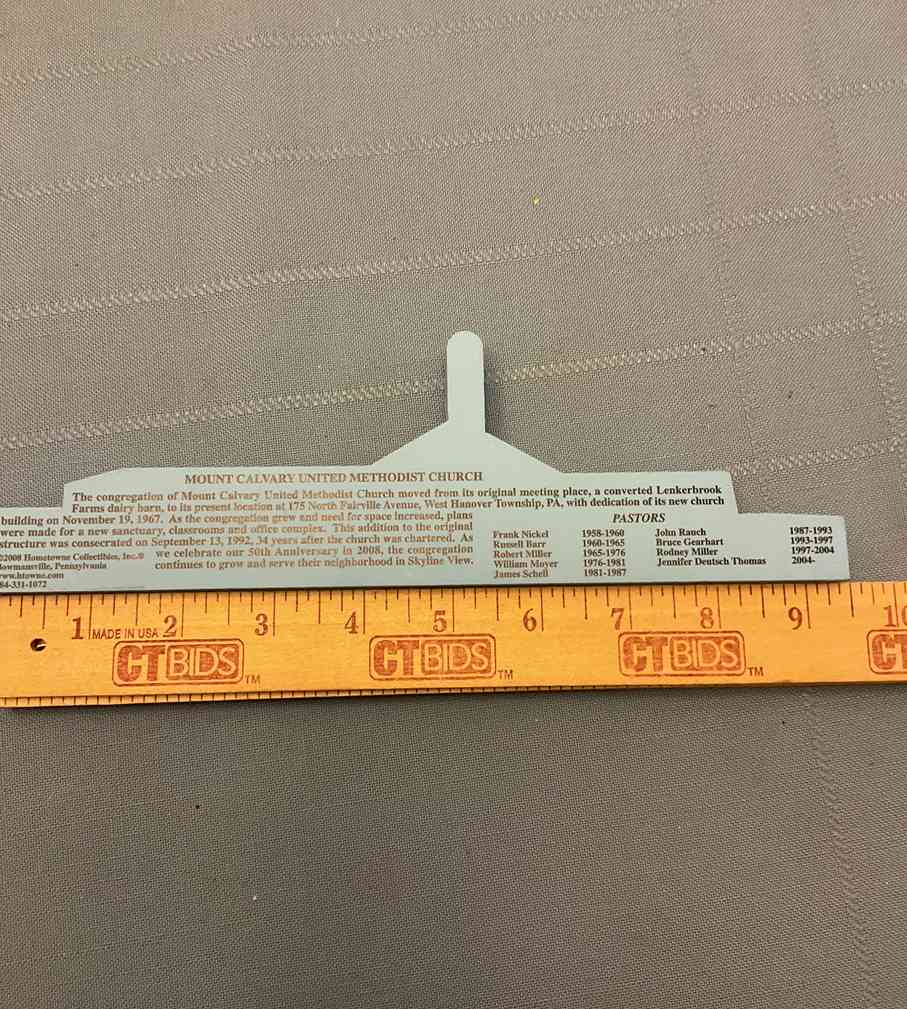 MOUNT CALVARY UNITED METHODIST CHURCH
The congregation of Mount Calvary United Methodist Church moved from its original meeting place, a converted Lenkerbrook
Farms dairy barn, to its present location at 175 North Fairville Avenue, West Hanover Township, PA, with dedication of its new church
building on November 19, 1967. As the congregation grew and need for space increased, plans
were made for a new sanctuary, classrooms and office complex. This addition to the original
structure was consecrated on September 13, 1992, 34 years after the church was chartered. As
we celebrate our 50th Anniversary in 2008, the congregation
continues to grow and serve their neighborhood in Skyline View.
©2008 Hometowne Collectibles, Inc.®
Bowmansville, Pennsylvania
www.htowne.com
84-331-1072
PASTORS
Frank Nickel 1958-1960
Russell Barr 1960-1965
Robert Miller 1965-1976
William Moyer 1976-1981
James Schell 1981-1987
John Rauch 1987-1993
Bruce Gearhart 1993-1997
Rodney Miller 1997-2004
Jennifer Deutsch Thomas 2004-
1 MADE IN USA 2 3 4 5 6 7 8 9 10
CTBIDS TM CTBIDS TM CTBIDS TM CT